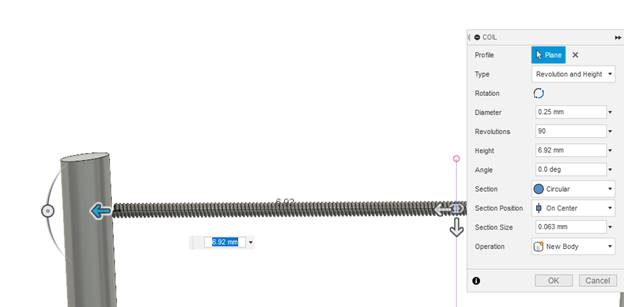 COIL
Profile Plane
Type Revolution and Height
Rotation
Diameter 0.25 mm
Revolutions 90
Height 6.92 mm
Angle 0.0 deg
Section Circular
Section Position On Center
Section Size 0.063 mm
Operation New Body
OK Cancel
6.92
6.92 mm